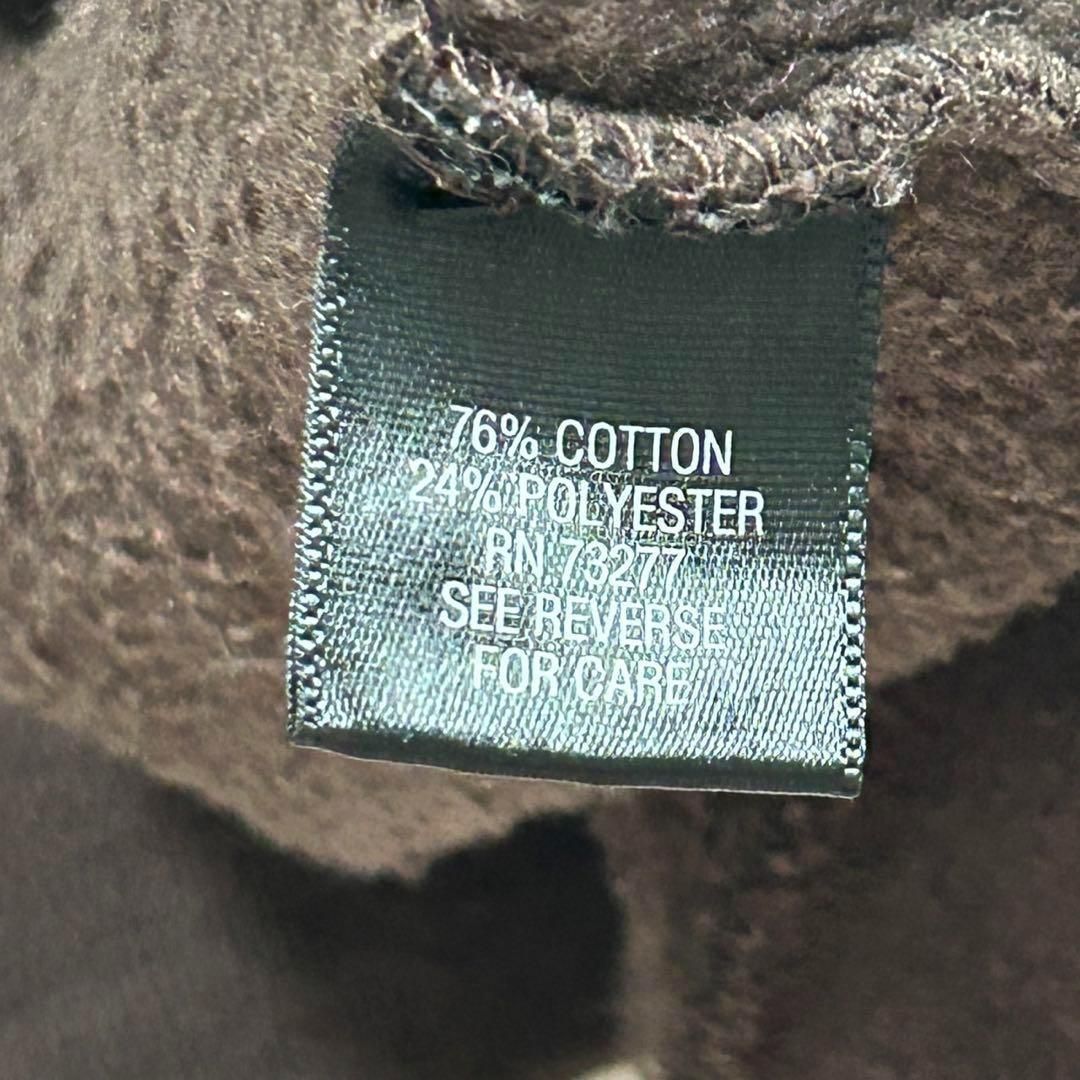 76% COTTON
24% POLYESTER
RN 73277
SEE REVERSE
FOR CARE